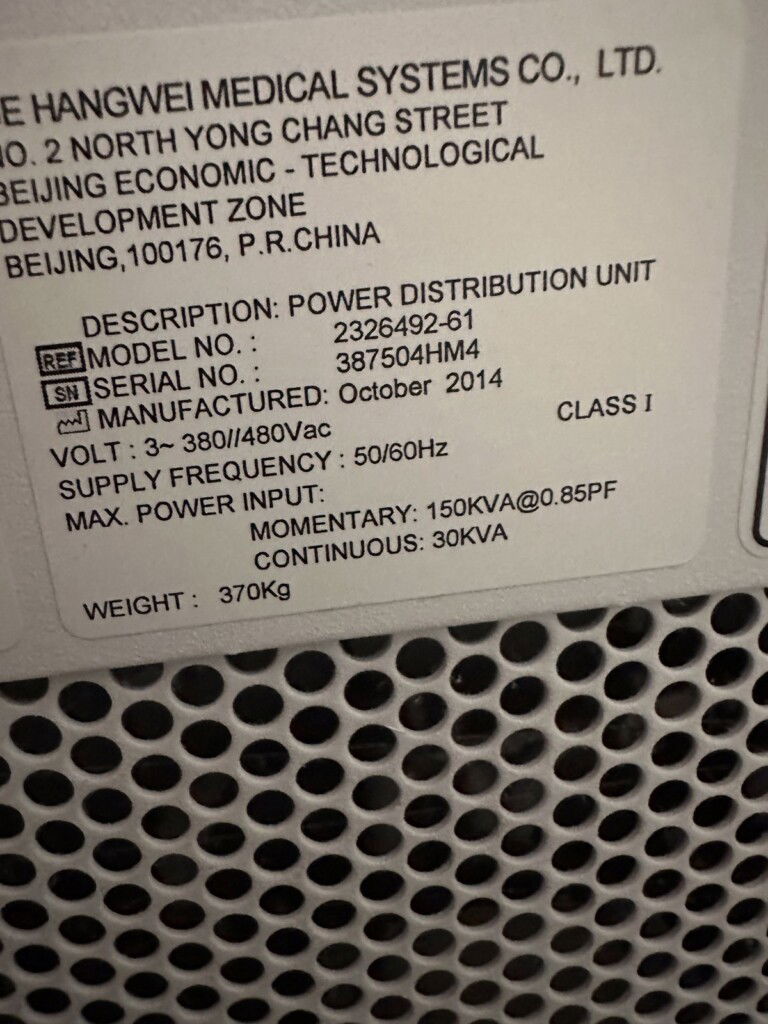 E HANGWEI MEDICAL SYSTEMS CO., LTD.
NO. 2 NORTH YONG CHANG STREET
BEIJING ECONOMIC - TECHNOLOGICAL
DEVELOPMENT ZONE
BEIJING,100176, P.R.CHINA
DESCRIPTION: POWER DISTRIBUTION UNIT
REF MODEL NO. : 2326492-61
SN SERIAL NO. : 387504HM4
MANUFACTURED: October 2014
VOLT : 3~ 380//480Vac CLASS I
SUPPLY FREQUENCY : 50/60Hz
MAX. POWER INPUT:
MOMENTARY: 150KVA@0.85PF
CONTINUOUS: 30KVA
WEIGHT : 370Kg